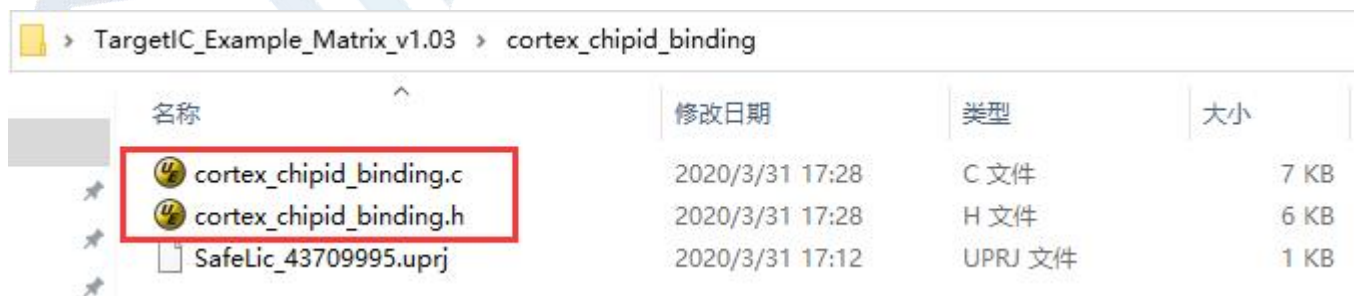 TargetIC_Example_Matrix_v1.03 > cortex_chipid_binding
名称 修改日期 类型 大小
cortex_chipid_binding.c 2020/3/31 17:28 C 文件 7 KB
cortex_chipid_binding.h 2020/3/31 17:28 H 文件 6 KB
SafeLic_43709995.uprj 2020/3/31 17:12 UPRJ 文件 1 KB